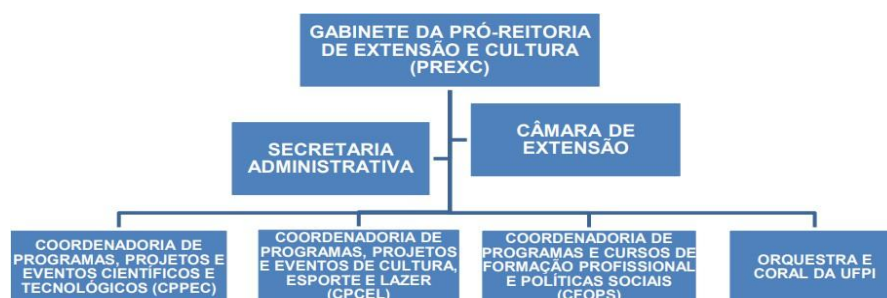 GABINETE DA PRÓ-REITORIA
DE EXTENSÃO E CULTURA
(PREXC)
SECRETARIA
ADMINISTRATIVA
CÂMARA DE
EXTENSÃO
COORDENADORIA DE
PROGRAMAS, PROJETOS E
EVENTOS CIENTÍFICOS E
TECNOLÓGICOS (CPPEC)
COORDENADORIA DE
PROGRAMAS, PROJETOS
E EVENTOS DE CULTURA,
ESPORTE E LAZER
(CPCEL)
COORDENADORIA DE
PROGRAMAS E CURSOS DE
FORMAÇÃO PROFISSIONAL
E POLÍTICAS SOCIAIS
ORQUESTRA E
CORAL DA UFPI